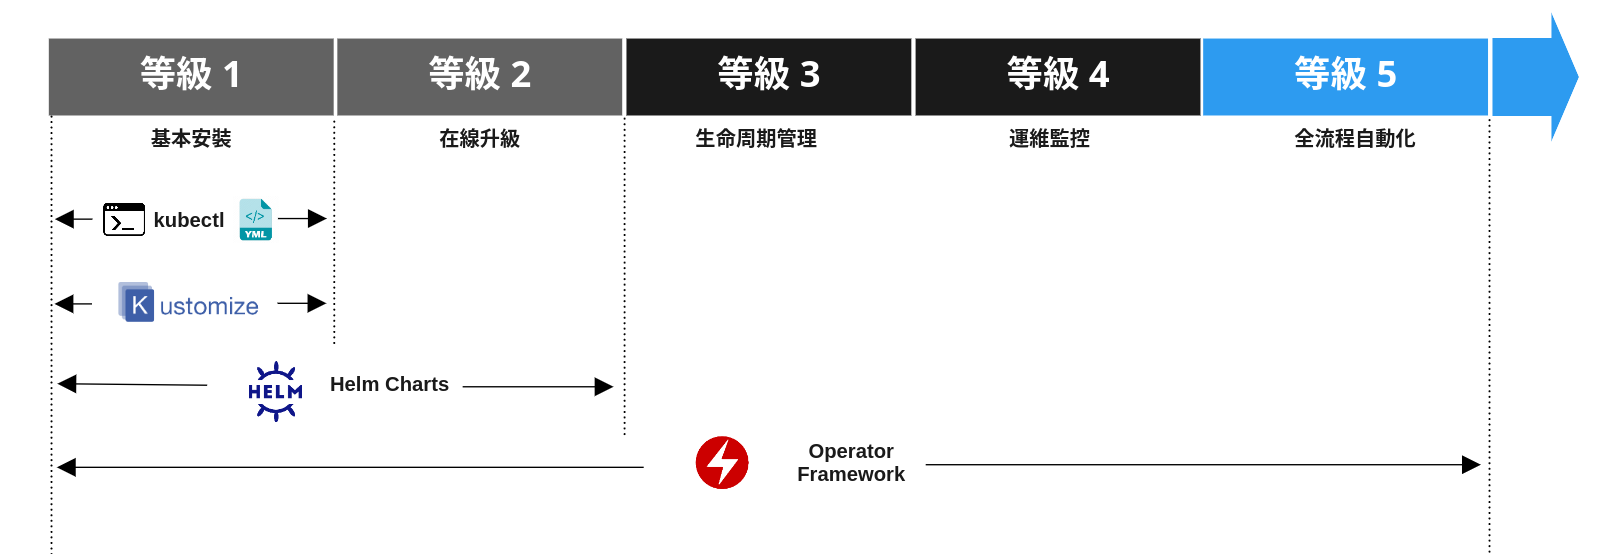 等級 1
等級 2
等級 3
等級 4
等級 5
基本安裝
在線升級
生命周期管理
運維監控
全流程自動化
kubectl
</>
YML
Kustomize
HELM
Helm Charts
Operator
Framework